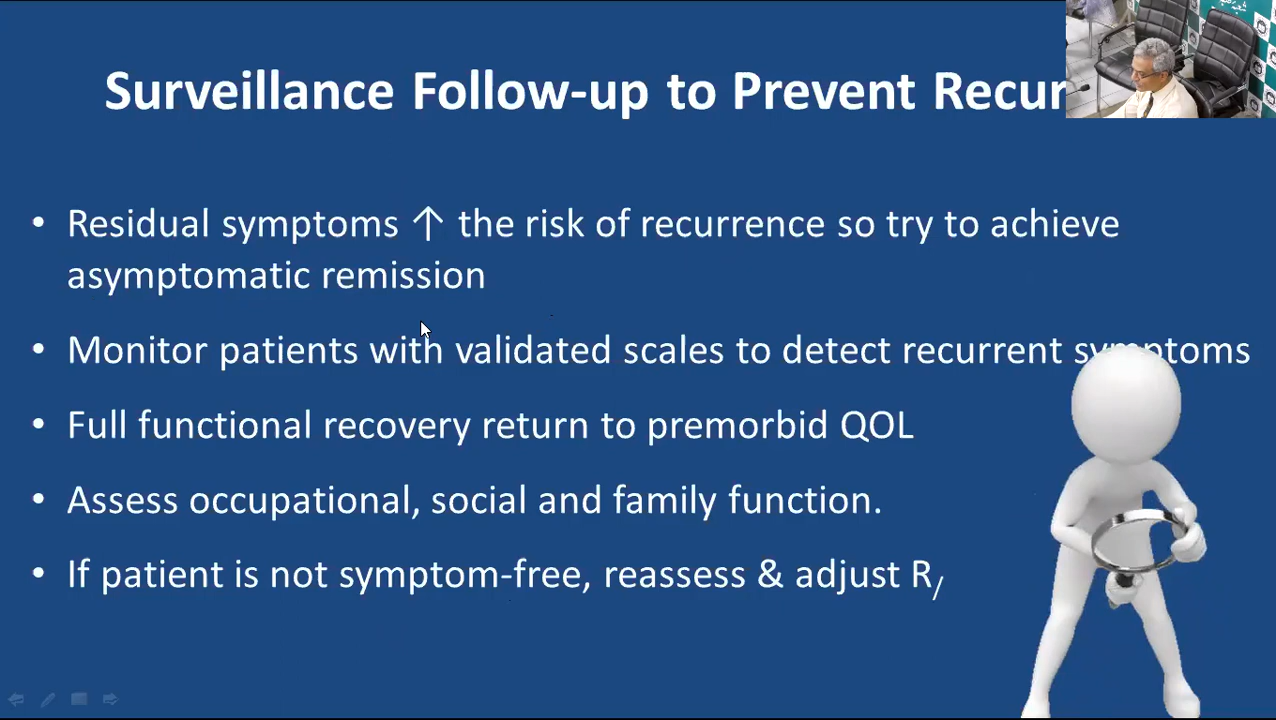 Surveillance Follow-up to Prevent Recur
• Residual symptoms ↑ the risk of recurrence so try to achieve
asymptomatic remission
• Monitor patients with validated scales to detect recurrent symptoms
• Full functional recovery return to premorbid QOL
• Assess occupational, social and family function.
• If patient is not symptom-free, reassess & adjust R/